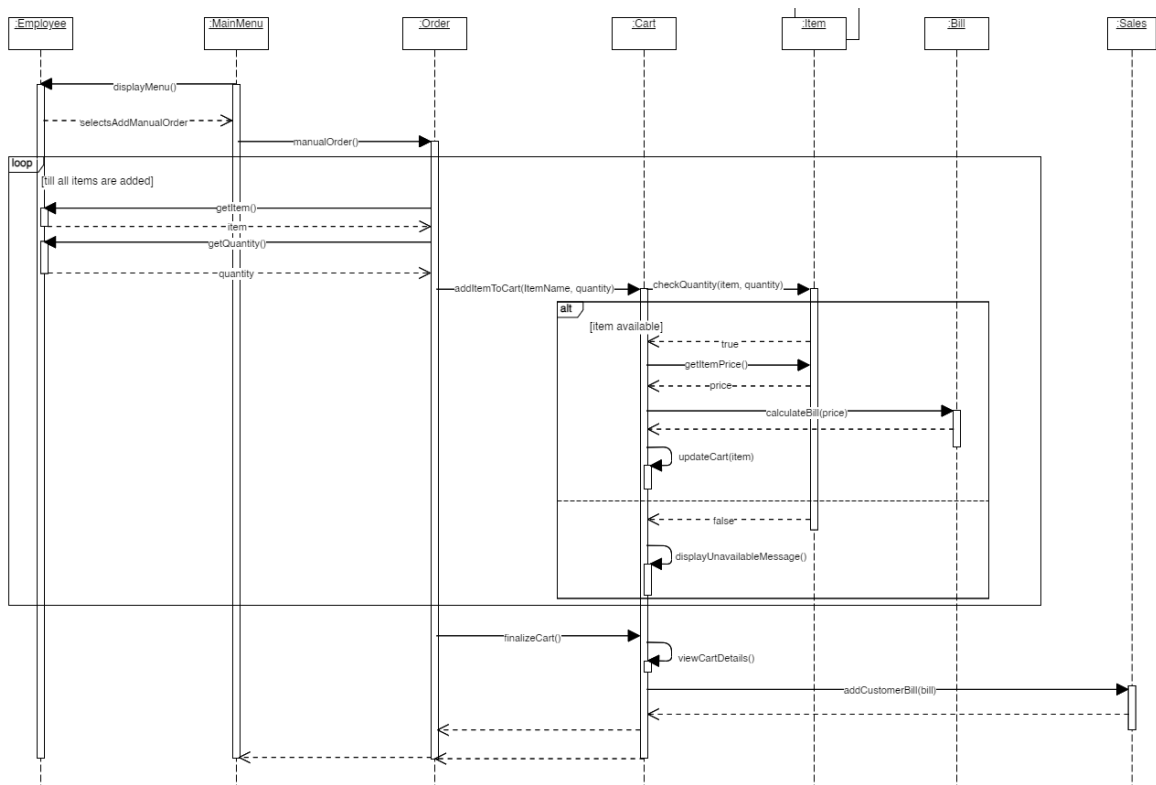 :Employee
:MainMenu
:Order
:Cart
:Item
:Bill
:Sales
displayMenu()
selectsAddManualOrder
manualOrder()
loop
[till all items are added]
getItem()
item
getQuantity()
quantity
addItemToCart(ItemName, quantity)
checkQuantity(item, quantity)
alt
[item available]
true
getItemPrice()
price
calculateBill(price)
updateCart(item)
false
displayUnavailableMessage()
finalizeCart()
viewCartDetails()
addCustomerBill(bill)